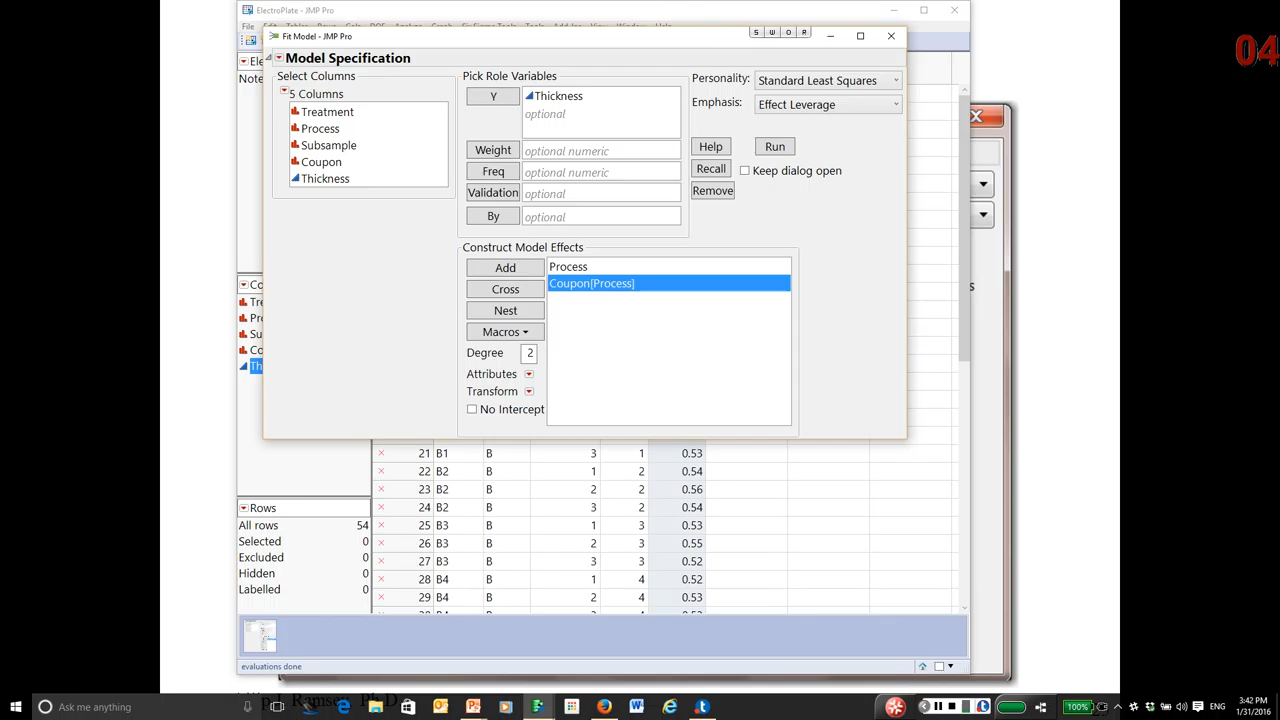 ElectroPlate - JMP Pro
File
04
Fit Model - JMP Pro
S W O R
Model Specification
Select Columns
5 Columns
Treatment
Process
Subsample
Coupon
Thickness
Pick Role Variables
Y
Thickness
optional
Weight
optional numeric
Freq
optional numeric
Validation
optional
By
optional
Personality:
Standard Least Squares
Emphasis:
Effect Leverage
Help
Run
Recall
Keep dialog open
Remove
Construct Model Effects
Add
Cross
Nest
Macros
Degree 2
Attributes
Transform
No Intercept
Process
Coupon[Process]
21 B1 B 3 1 0.53
22 B2 B 1 2 0.54
23 B2 B 2 2 0.56
24 B2 B 3 2 0.54
25 B3 B 1 3 0.53
26 B3 B 2 3 0.55
27 B3 B 3 3 0.52
28 B4 B 1 4 0.52
29 B4 B 2 4 0.53
Rows
All rows 54
Selected 0
Excluded 0
Hidden 0
Labelled 0
evaluations done
Ramsey, Ph.D.
Ask me anything
100%
ENG
3:42 PM
1/31/2016